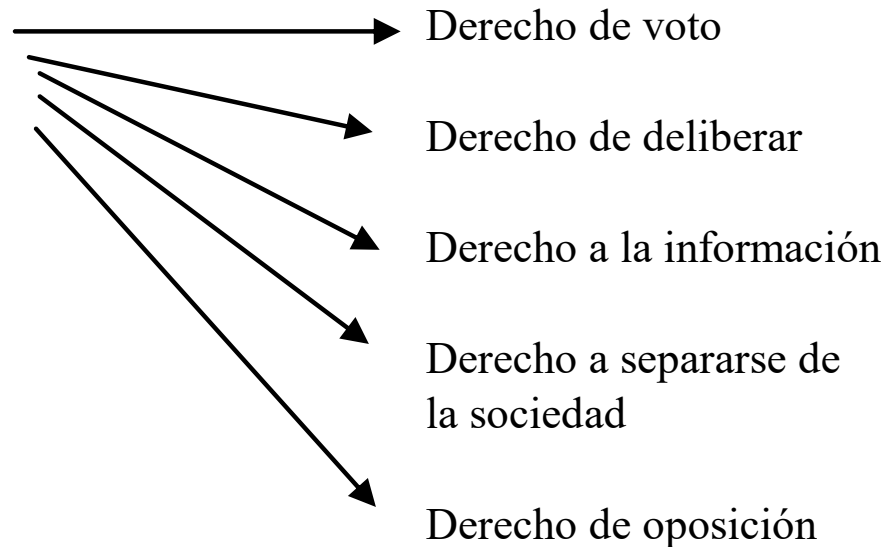 Derecho de voto
Derecho de deliberar
Derecho a la información
Derecho a separarse de
la sociedad
Derecho de oposición